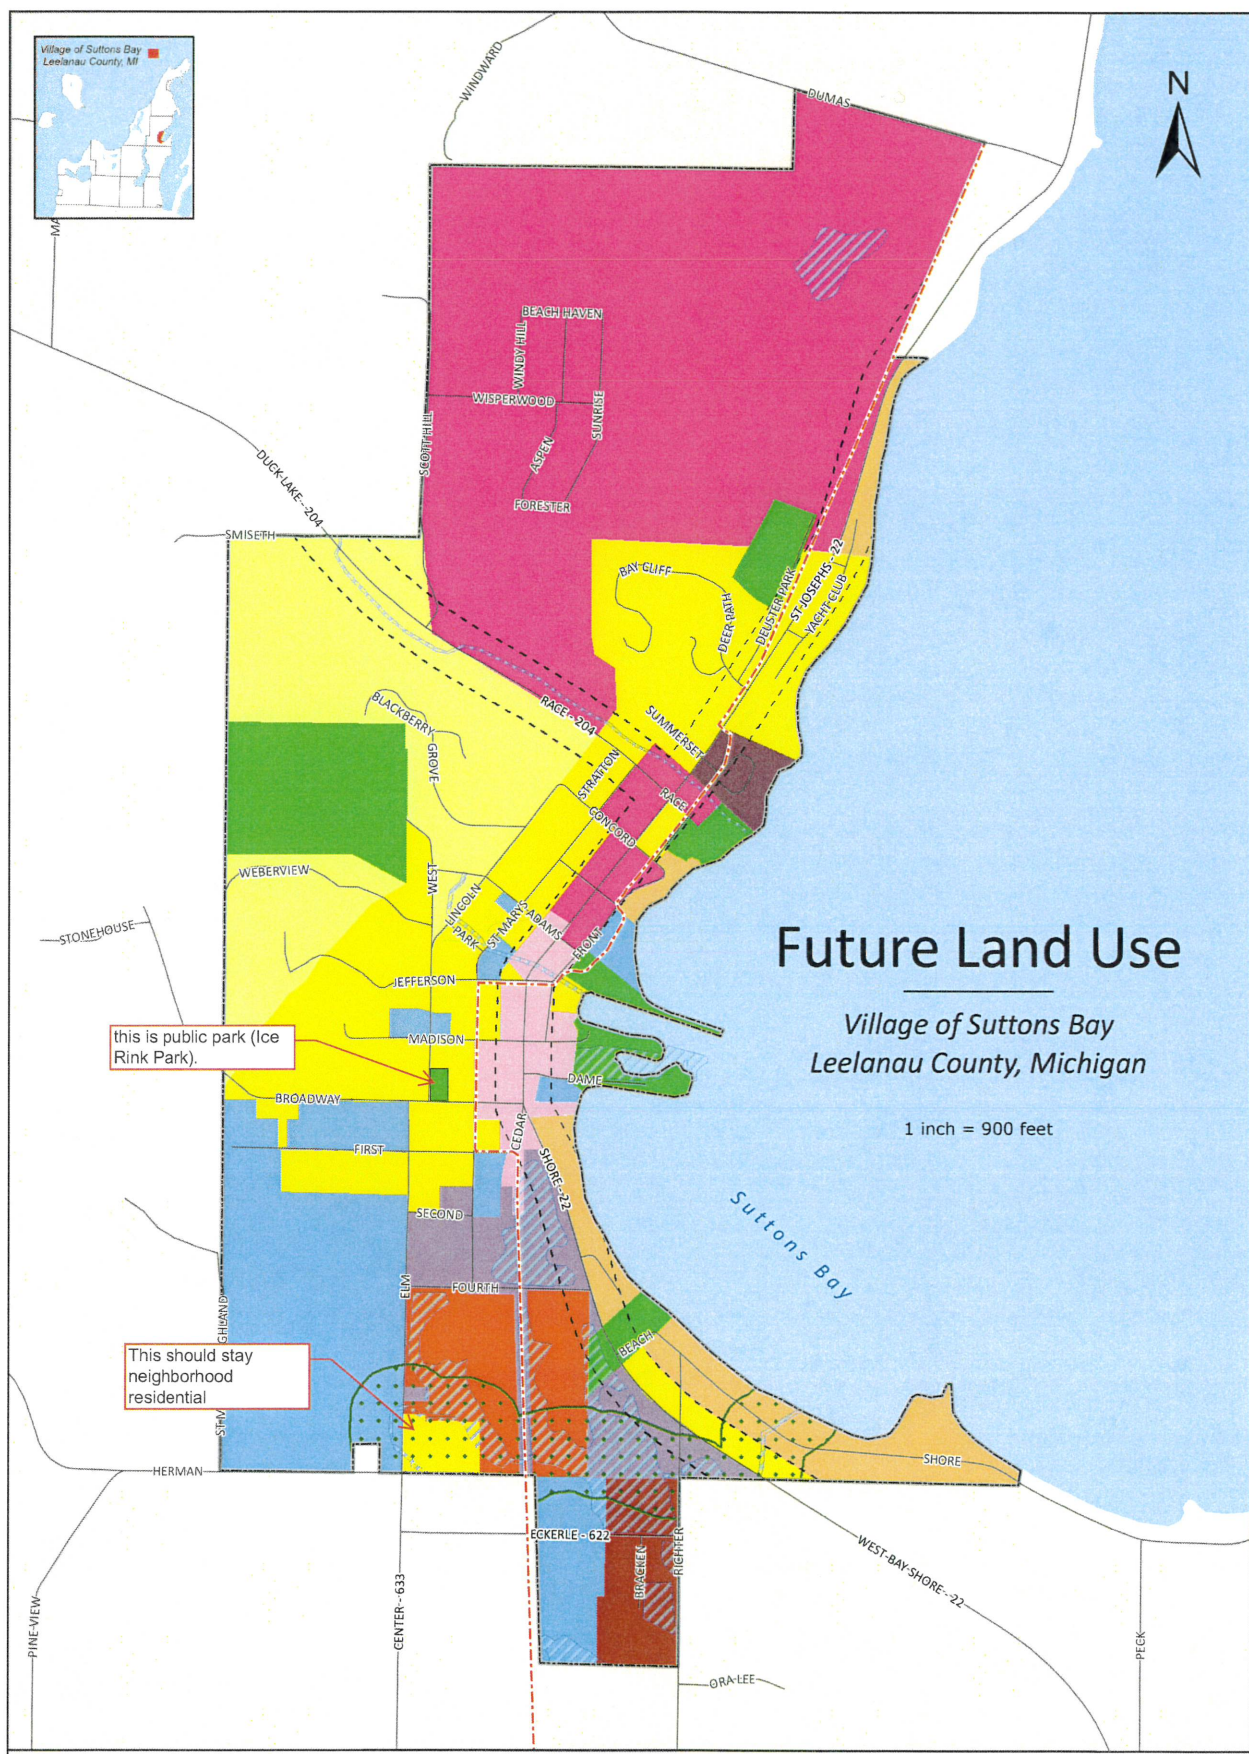 Village of Suttons Bay
Leelanau County, MI
N
WINDWARD
DUMAS
MA
BEACH HAVEN
WINDY HILL
WISPERWOOD
SUNRISE
SCOTT HILL
ASPEN
FORESTER
DUCK LAKE - 204
SMISETH
BAY CLIFF
DEER PATH
DEUSTER PARK
ST JOSEPHS - 22
YACHT CLUB
BLACKBERRY
GROVE
RACE - 204
SUMMERSET
STRATTON
RACE
CONCORD
WEBERVIEW
WEST
LINCOLN
PARK
ST MARYS
ADAMS
FRONT
STONEHOUSE
JEFFERSON
Future Land Use
Village of Suttons Bay
Leelanau County, Michigan
1 inch = 900 feet
this is public park (Ice
Rink Park).
MADISON
DAME
BROADWAY
CEDAR
FIRST
SHORE - 22
SECOND
Suttons Bay
ELM
FOURTH
GHLAND
BEACH
This should stay
neighborhood
residential
ST M
HERMAN
SHORE
ECKERLE - 622
BRACKEN
RICHTER
WEST-BAY-SHORE - 22
PINE VIEW
CENTER - 633
PECK
ORA LEE